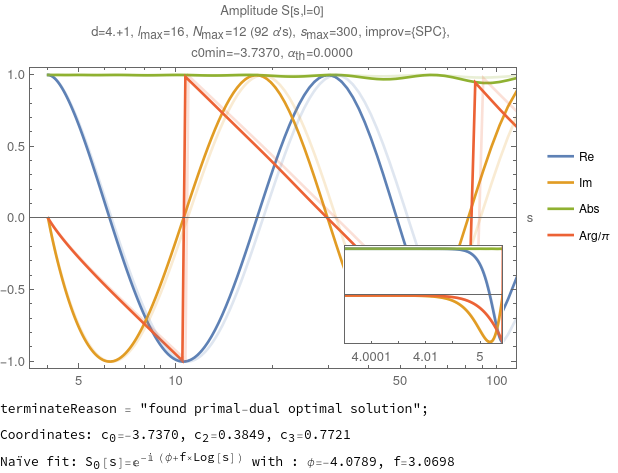 Amplitude S[s,l=0]
d=4.+1, lmax=16, Nmax=12 (92 α's), smax=300, improv={SPC},
c0min=−3.7370, αth=0.0000
1.0
0.5
0.0
−0.5
−1.0
5
10
50
100
s
Re
Im
Abs
Arg/π
4.0001
4.01
5
terminateReason = "found primal-dual optimal solution";
Coordinates: c0=-3.7370, c2=0.3849, c3=0.7721
Naïve fit: S0[s]=e^-i (ϕ+f×Log[s]) with : ϕ=-4.0789, f=3.0698